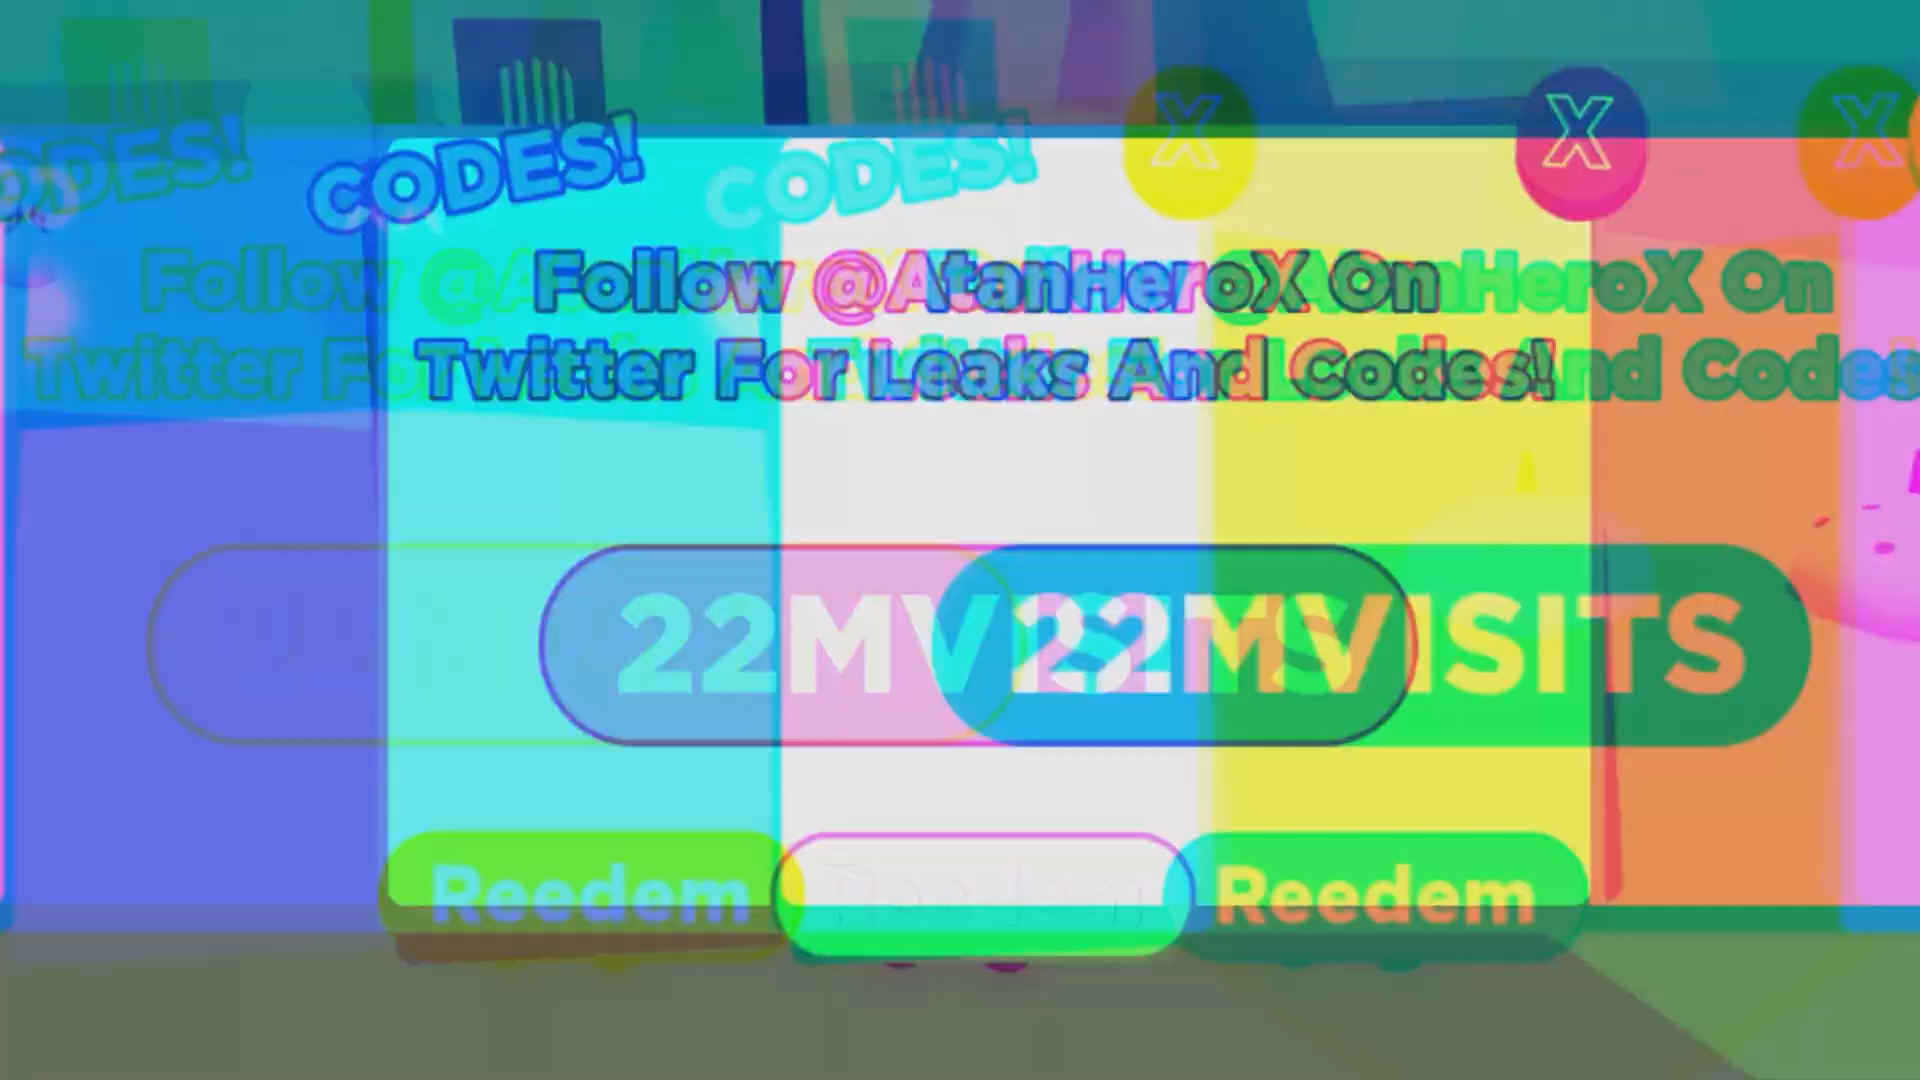 CODES!
X
Follow @AtanHeroX On
Twitter For Leaks And Codes!
22MVISITS
Reedem